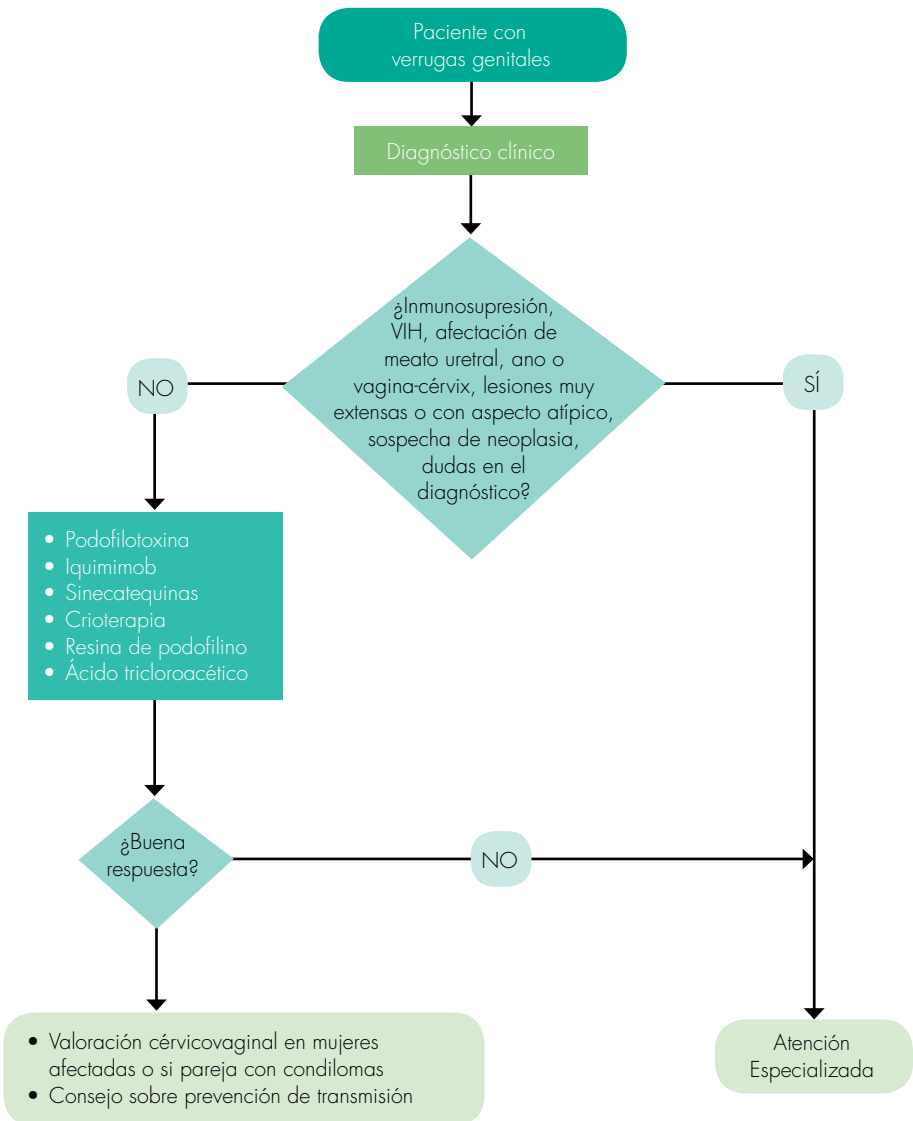 Paciente con
verrugas genitales
Diagnóstico clínico
¿Inmunosupresión,
VIH, afectación de
meato uretral, ano o
vagina-cérvix, lesiones muy
extensas o con aspecto atípico,
sospecha de neoplasia,
dudas en el
diagnóstico?
NO
SÍ
• Podofilotoxina
• Iquimimob
• Sinecatequinas
• Crioterapia
• Resina de podofilino
• Ácido tricloroacético
¿Buena
respuesta?
NO
• Valoración cérvicovaginal en mujeres
afectadas o si pareja con condilomas
• Consejo sobre prevención de transmisión
Atención
Especializada